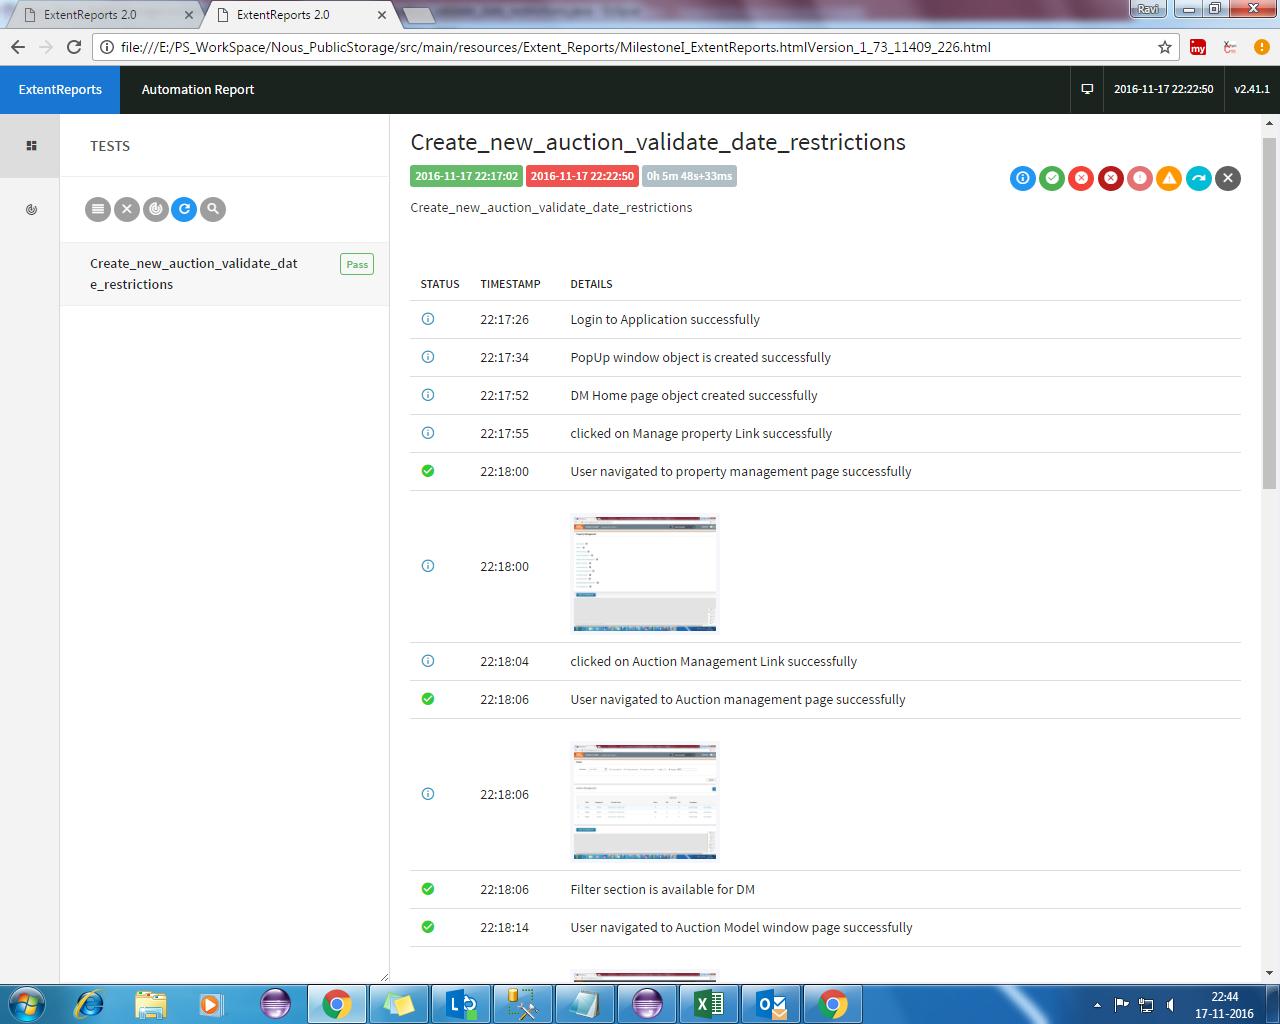 ExtentReports 2.0
ExtentReports 2.0
Ravi
file:///E:/PS_WorkSpace/Nous_PublicStorage/src/main/resources/Extent_Reports/MilestoneI_ExtentReports.htmlVersion_1_73_11409_226.html
my
ExtentReports
Automation Report
2016-11-17 22:22:50
v2.41.1
TESTS
Create_new_auction_validate_dat
e_restrictions
Pass
Create_new_auction_validate_date_restrictions
2016-11-17 22:17:02
2016-11-17 22:22:50
0h 5m 48s+33ms
Create_new_auction_validate_date_restrictions
STATUS TIMESTAMP DETAILS
22:17:26 Login to Application successfully
22:17:34 PopUp window object is created successfully
22:17:52 DM Home page object created successfully
22:17:55 clicked on Manage property Link successfully
22:18:00 User navigated to property management page successfully
22:18:00
22:18:04 clicked on Auction Management Link successfully
22:18:06 User navigated to Auction management page successfully
22:18:06
22:18:06 Filter section is available for DM
22:18:14 User navigated to Auction Model window page successfully
22:44
17-11-2016